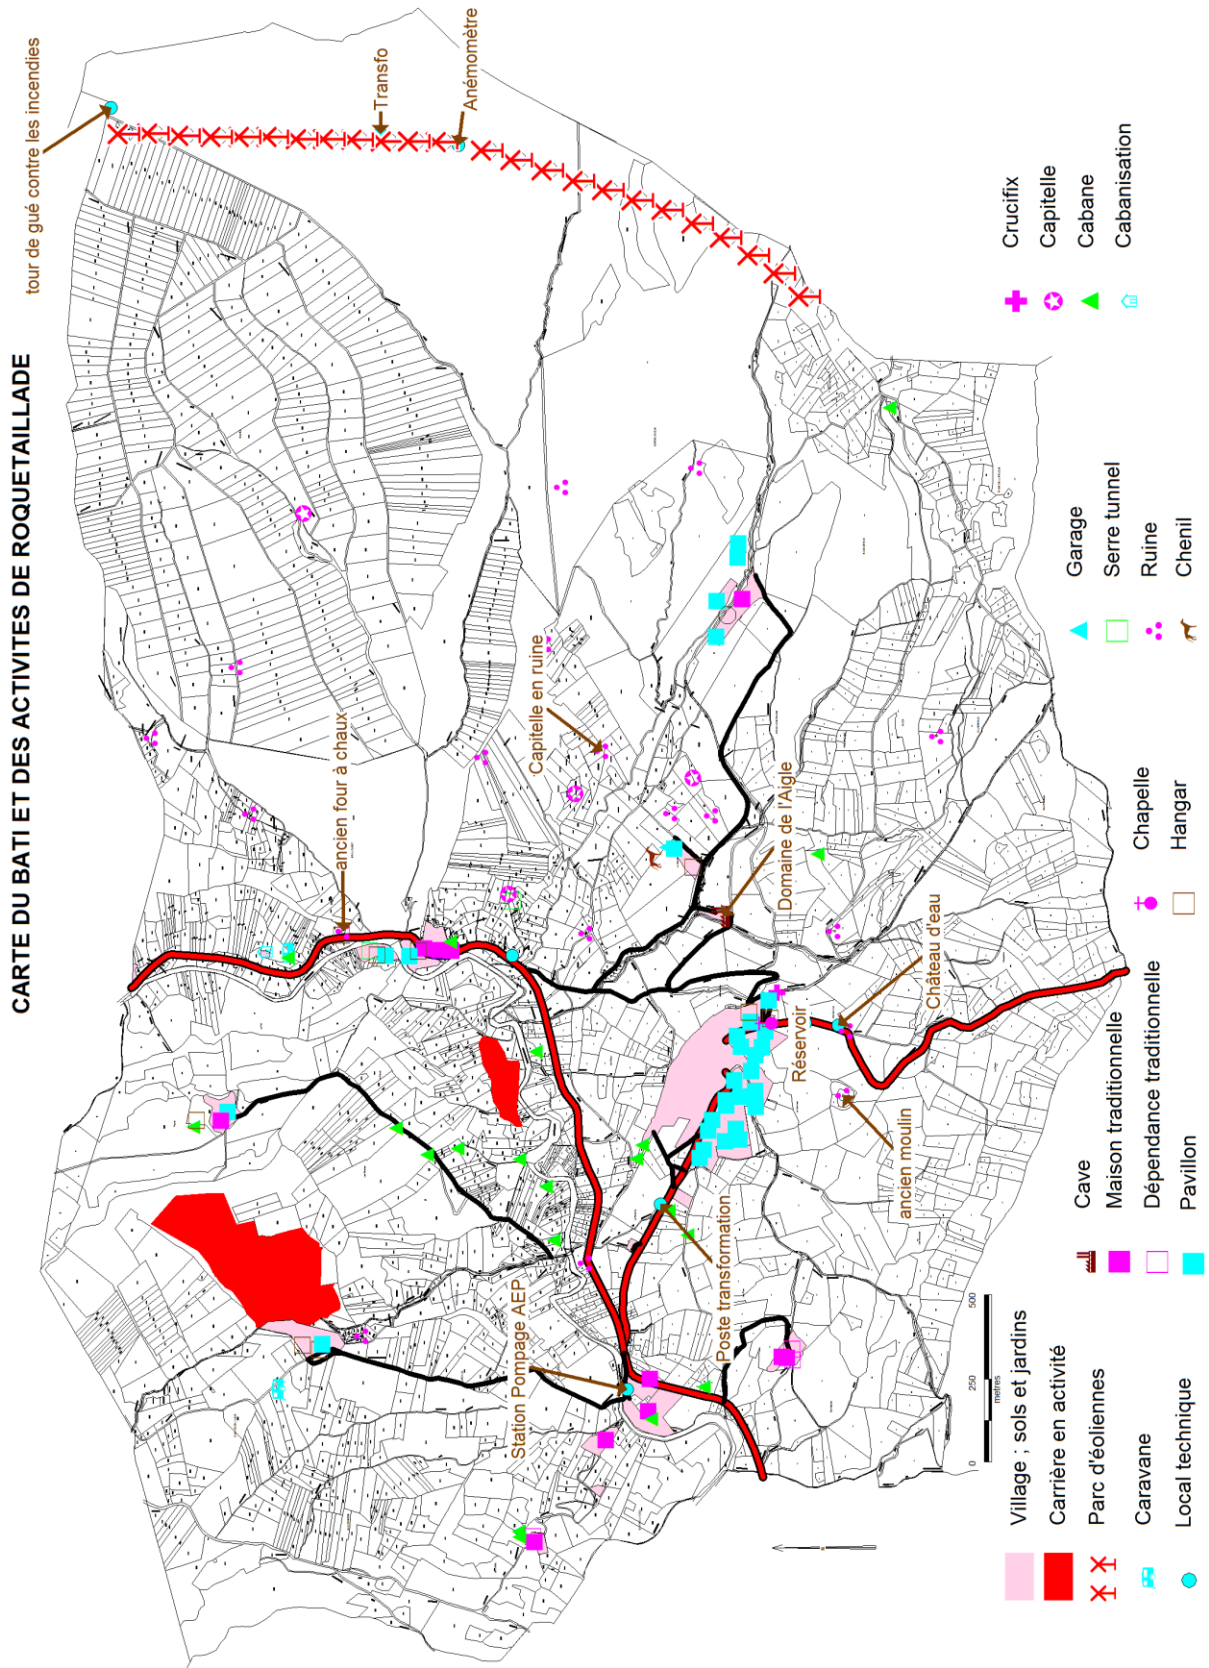 CARTE DU BATI ET DES ACTIVITES DE ROQUETAILLADE
tour de gué contre les incendies
Transfo
Anémomètre
ancien four à chaux
Capitelle en ruine
Domaine de l'Aigle
Château d'eau
Réservoir
ancien moulin
Poste transformation
Station Pompage AEP
0
250
500
metres
Village ; sols et jardins
Carrière en activité
Parc d'éoliennes
Caravane
Local technique
Cave
Maison traditionnelle
Dépendance traditionnelle
Pavillon
Chapelle
Hangar
Garage
Serre tunnel
Ruine
Chenil
Crucifix
Capitelle
Cabane
Cabanisation